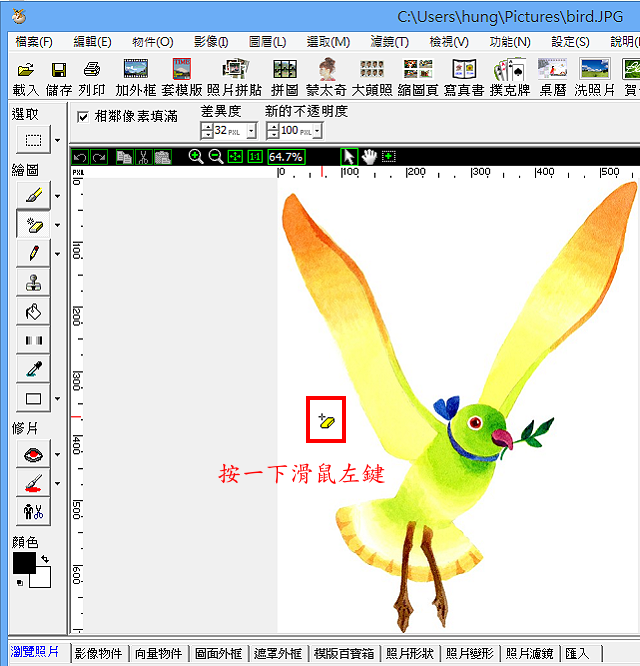 C:\Users\hung\Pictures\bird.JPG
檔案(F) 編輯(E) 物件(O) 影像(I) 圖層(L) 選取(M) 濾鏡(T) 檢視(V) 功能(N) 設定(S) 說明(
載入 儲存 列印 加外框 套模版 照片拼貼 拼圖 蒙太奇 大頭照 縮圖頁 寫真書 撲克牌 桌曆 洗照片 賀
選取
相鄰像素填滿
差異度
新的不透明度
32 PXL
100 PXL
64.7%
1:1
PXL
0 100 200 300 400 500
繪圖
0
100
200
300
400
500
600
按一下滑鼠左鍵
修片
顏色
瀏覽照片 影像物件 向量物件 圖面外框 遮罩外框 模版百寶箱 照片形狀 照片變形 照片濾鏡 匯入